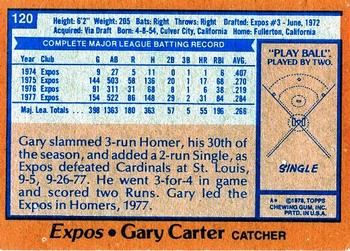 120
Height: 6'2" Weight: 205 Bats: Right Throws: Right Drafted: Expos #3 - June, 1972
Acquired: Via Draft Born: 4-8-54, Culver City, California Home: Fullerton, California
COMPLETE MAJOR LEAGUE BATTING RECORD
YEAR CLUB G AB R H 2B 3B HR RBI AVG.
1974 EXPOS 9 27 5 11 0 1 1 6 .407
1975 EXPOS 144 503 58 136 20 1 17 68 .270
1976 EXPOS 91 311 31 68 8 1 6 38 .219
1977 EXPOS 154 522 86 148 29 2 31 84 .284
Maj. Lea. Totals 398 1363 180 363 57 5 55 196 .266
"PLAY BALL"
PLAYED BY TWO.
SINGLE
Gary slammed 3-run Homer, his 30th
of the season, and added a 2-run Single, as
Expos defeated Cardinals at St. Louis,
9-5, 9-26-77. He went 3-for-4 in game
and scored two Runs. Gary led the
Expos in Homers, 1977.
A* ©1978, TOPPS
CHEWING GUM, INC.
PRTD. IN U.S.A.
Expos • Gary Carter CATCHER